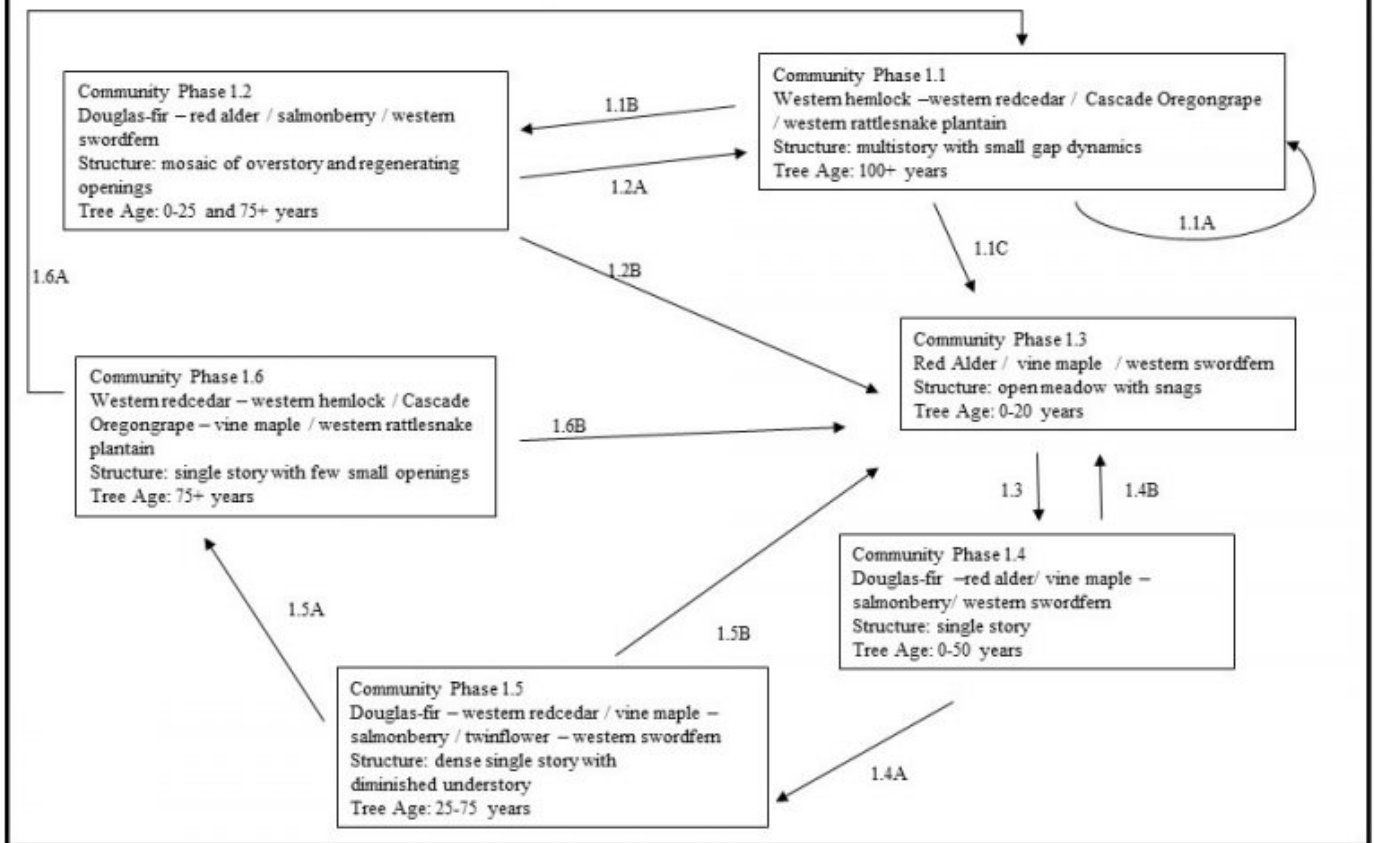 Community Phase 1.2
Douglas-fir – red alder / salmonberry / western
swordfern
Structure: mosaic of overstory and regenerating
openings
Tree Age: 0-25 and 75+ years
1.1B
1.2A
Community Phase 1.1
Western hemlock –western redcedar / Cascade Oregongrape
/ western rattlesnake plantain
Structure: multistory with small gap dynamics
Tree Age: 100+ years
1.1A
1.1C
1.2B
1.6A
Community Phase 1.3
Red Alder / vine maple / western swordfern
Structure: open meadow with snags
Tree Age: 0-20 years
Community Phase 1.6
Western redcedar – western hemlock / Cascade
Oregongrape – vine maple / western rattlesnake
plantain
Structure: single story with few small openings
Tree Age: 75+ years
1.6B
1.3
1.4B
Community Phase 1.4
Douglas-fir –red alder/ vine maple –
salmonberry/ western swordfern
Structure: single story
Tree Age: 0-50 years
1.5A
1.5B
Community Phase 1.5
Douglas-fir – western redcedar / vine maple –
salmonberry / twinflower – western swordfern
Structure: dense single story with
diminished understory
Tree Age: 25-75 years
1.4A